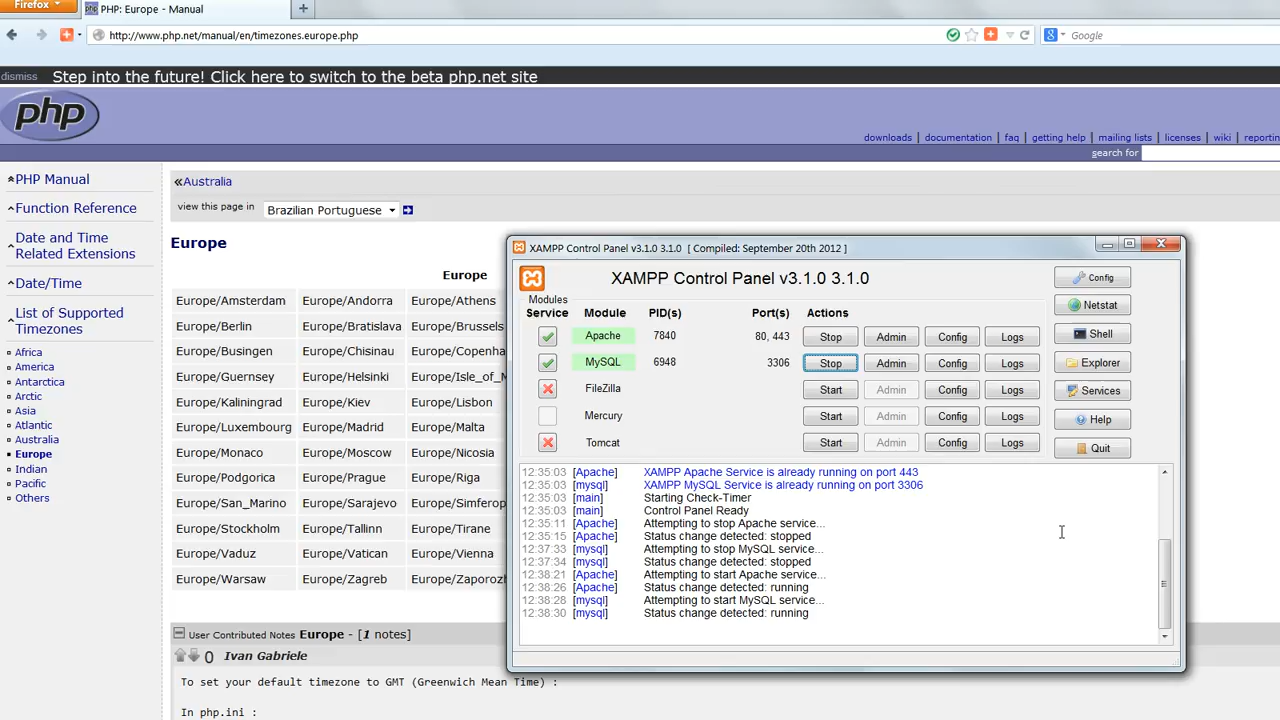 Firefox
PHP: Europe - Manual
http://www.php.net/manual/en/timezones.europe.php
Google
dismiss Step into the future! Click here to switch to the beta php.net site
php
downloads | documentation | faq | getting help | mailing lists | licenses | wiki |
search for
PHP Manual
Function Reference
Date and Time
Related Extensions
Date/Time
List of Supported
Timezones
Africa
America
Antarctica
Arctic
Asia
Atlantic
Australia
Europe
Indian
Pacific
Others
«Australia
view this page in Brazilian Portuguese
Europe
Europe
Europe/Amsterdam Europe/Andorra Europe/Athens
Europe/Berlin Europe/Bratislava Europe/Brussels
Europe/Busingen Europe/Chisinau Europe/Copenha
Europe/Guernsey Europe/Helsinki Europe/Isle_of_M
Europe/Kaliningrad Europe/Kiev Europe/Lisbon
Europe/Luxembourg Europe/Madrid Europe/Malta
Europe/Monaco Europe/Moscow Europe/Nicosia
Europe/Podgorica Europe/Prague Europe/Riga
Europe/San_Marino Europe/Sarajevo Europe/Simferop
Europe/Stockholm Europe/Tallinn Europe/Tirane
Europe/Vaduz Europe/Vatican Europe/Vienna
Europe/Warsaw Europe/Zagreb Europe/Zaporoz
User Contributed Notes Europe - [1 notes]
0 Ivan Gabriele
To set your default timezone to GMT (Greenwich Mean Time) :
In php.ini :
XAMPP Control Panel v3.1.0 3.1.0 [ Compiled: September 20th 2012 ]
XAMPP Control Panel v3.1.0 3.1.0
Config
Netstat
Shell
Explorer
Services
Help
Quit
Modules
Service Module PID(s) Port(s) Actions
Apache 7840 80, 443 Stop Admin Config Logs
MySQL 6948 3306 Stop Admin Config Logs
FileZilla Start Admin Config Logs
Mercury Start Admin Config Logs
Tomcat Start Admin Config Logs
12:35:03 [Apache] XAMPP Apache Service is already running on port 443
12:35:03 [mysql] XAMPP MySQL Service is already running on port 3306
12:35:03 [main] Starting Check-Timer
12:35:03 [main] Control Panel Ready
12:35:11 [Apache] Attempting to stop Apache service...
12:35:15 [Apache] Status change detected: stopped
12:37:33 [mysql] Attempting to stop MySQL service...
12:37:34 [mysql] Status change detected: stopped
12:38:21 [Apache] Attempting to start Apache service...
12:38:26 [Apache] Status change detected: running
12:38:28 [mysql] Attempting to start MySQL service...
12:38:30 [mysql] Status change detected: running